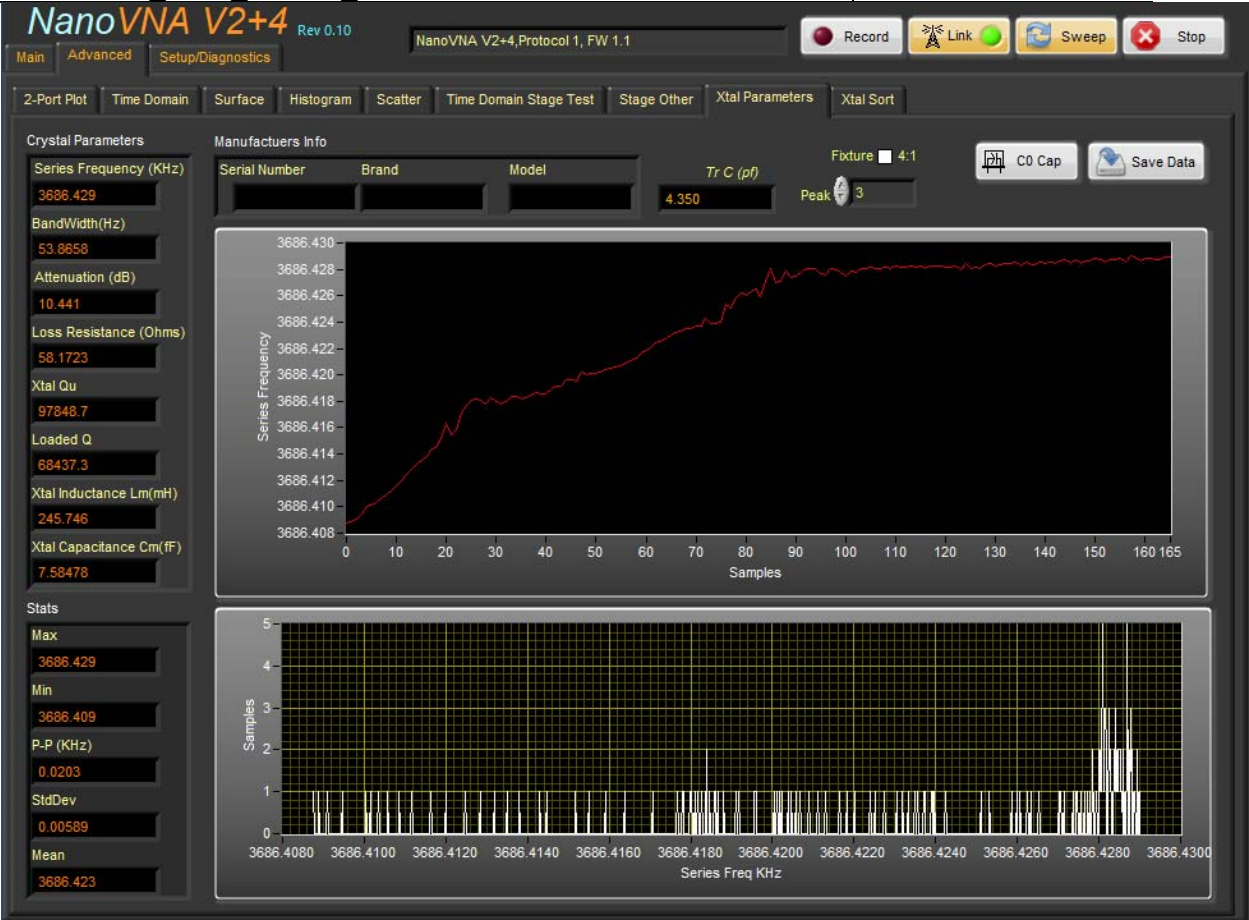 NanoVNA V2+4 Rev 0.10
NanoVNA V2+4,Protocol 1, FW 1.1
Record
Link
Sweep
Stop
Main
Advanced
Setup/Diagnostics
2-Port Plot
Time Domain
Surface
Histogram
Scatter
Time Domain Stage Test
Stage Other
Xtal Parameters
Xtal Sort
Crystal Parameters
Series Frequency (KHz)
3686.429
BandWidth(Hz)
53.8658
Attenuation (dB)
10.441
Loss Resistance (Ohms)
58.1723
Xtal Qu
97848.7
Loaded Q
68437.3
Xtal Inductance Lm(mH)
245.746
Xtal Capacitance Cm(fF)
7.58478
Stats
Max
3686.429
Min
3686.409
P-P (KHz)
0.0203
StdDev
0.00589
Mean
3686.423
Manufactuers Info
Serial Number
Brand
Model
Tr C (pf)
4.350
Fixture 4:1
Peak 3
C0 Cap
Save Data
Series Frequency
3686.430
3686.428
3686.426
3686.424
3686.422
3686.420
3686.418
3686.416
3686.414
3686.412
3686.410
3686.408
0 10 20 30 40 50 60 70 80 90 100 110 120 130 140 150 160 165
Samples
Samples
5
4
3
2
1
0
3686.4080 3686.4100 3686.4120 3686.4140 3686.4160 3686.4180 3686.4200 3686.4220 3686.4240 3686.4260 3686.4280 3686.4300
Series Freq KHz